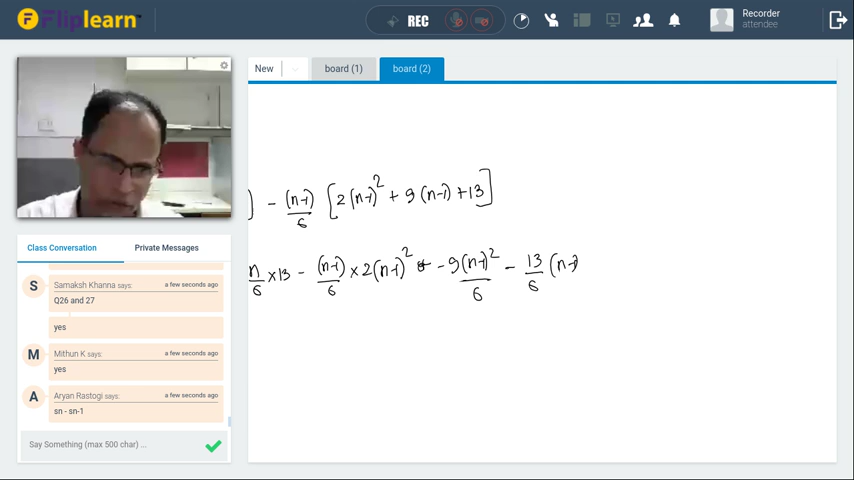 Fliplearn
REC
Recorder
attendee
New
board (1)
board (2)
Class Conversation
Private Messages
S
Samaksh Khanna says:
a few seconds ago
Q26 and 27
yes
M
Mithun K says:
a few seconds ago
yes
A
Aryan Rastogi says:
a few seconds ago
sn - sn-1
Say Something (max 500 char) ...
) - (n-1)/6 [2(n-1)² + 9(n-1) + 13]
n/6 × 13 - (n-1)/6 × 2(n-1)² - 9(n-1)²/6 - 13/6 (n-1)